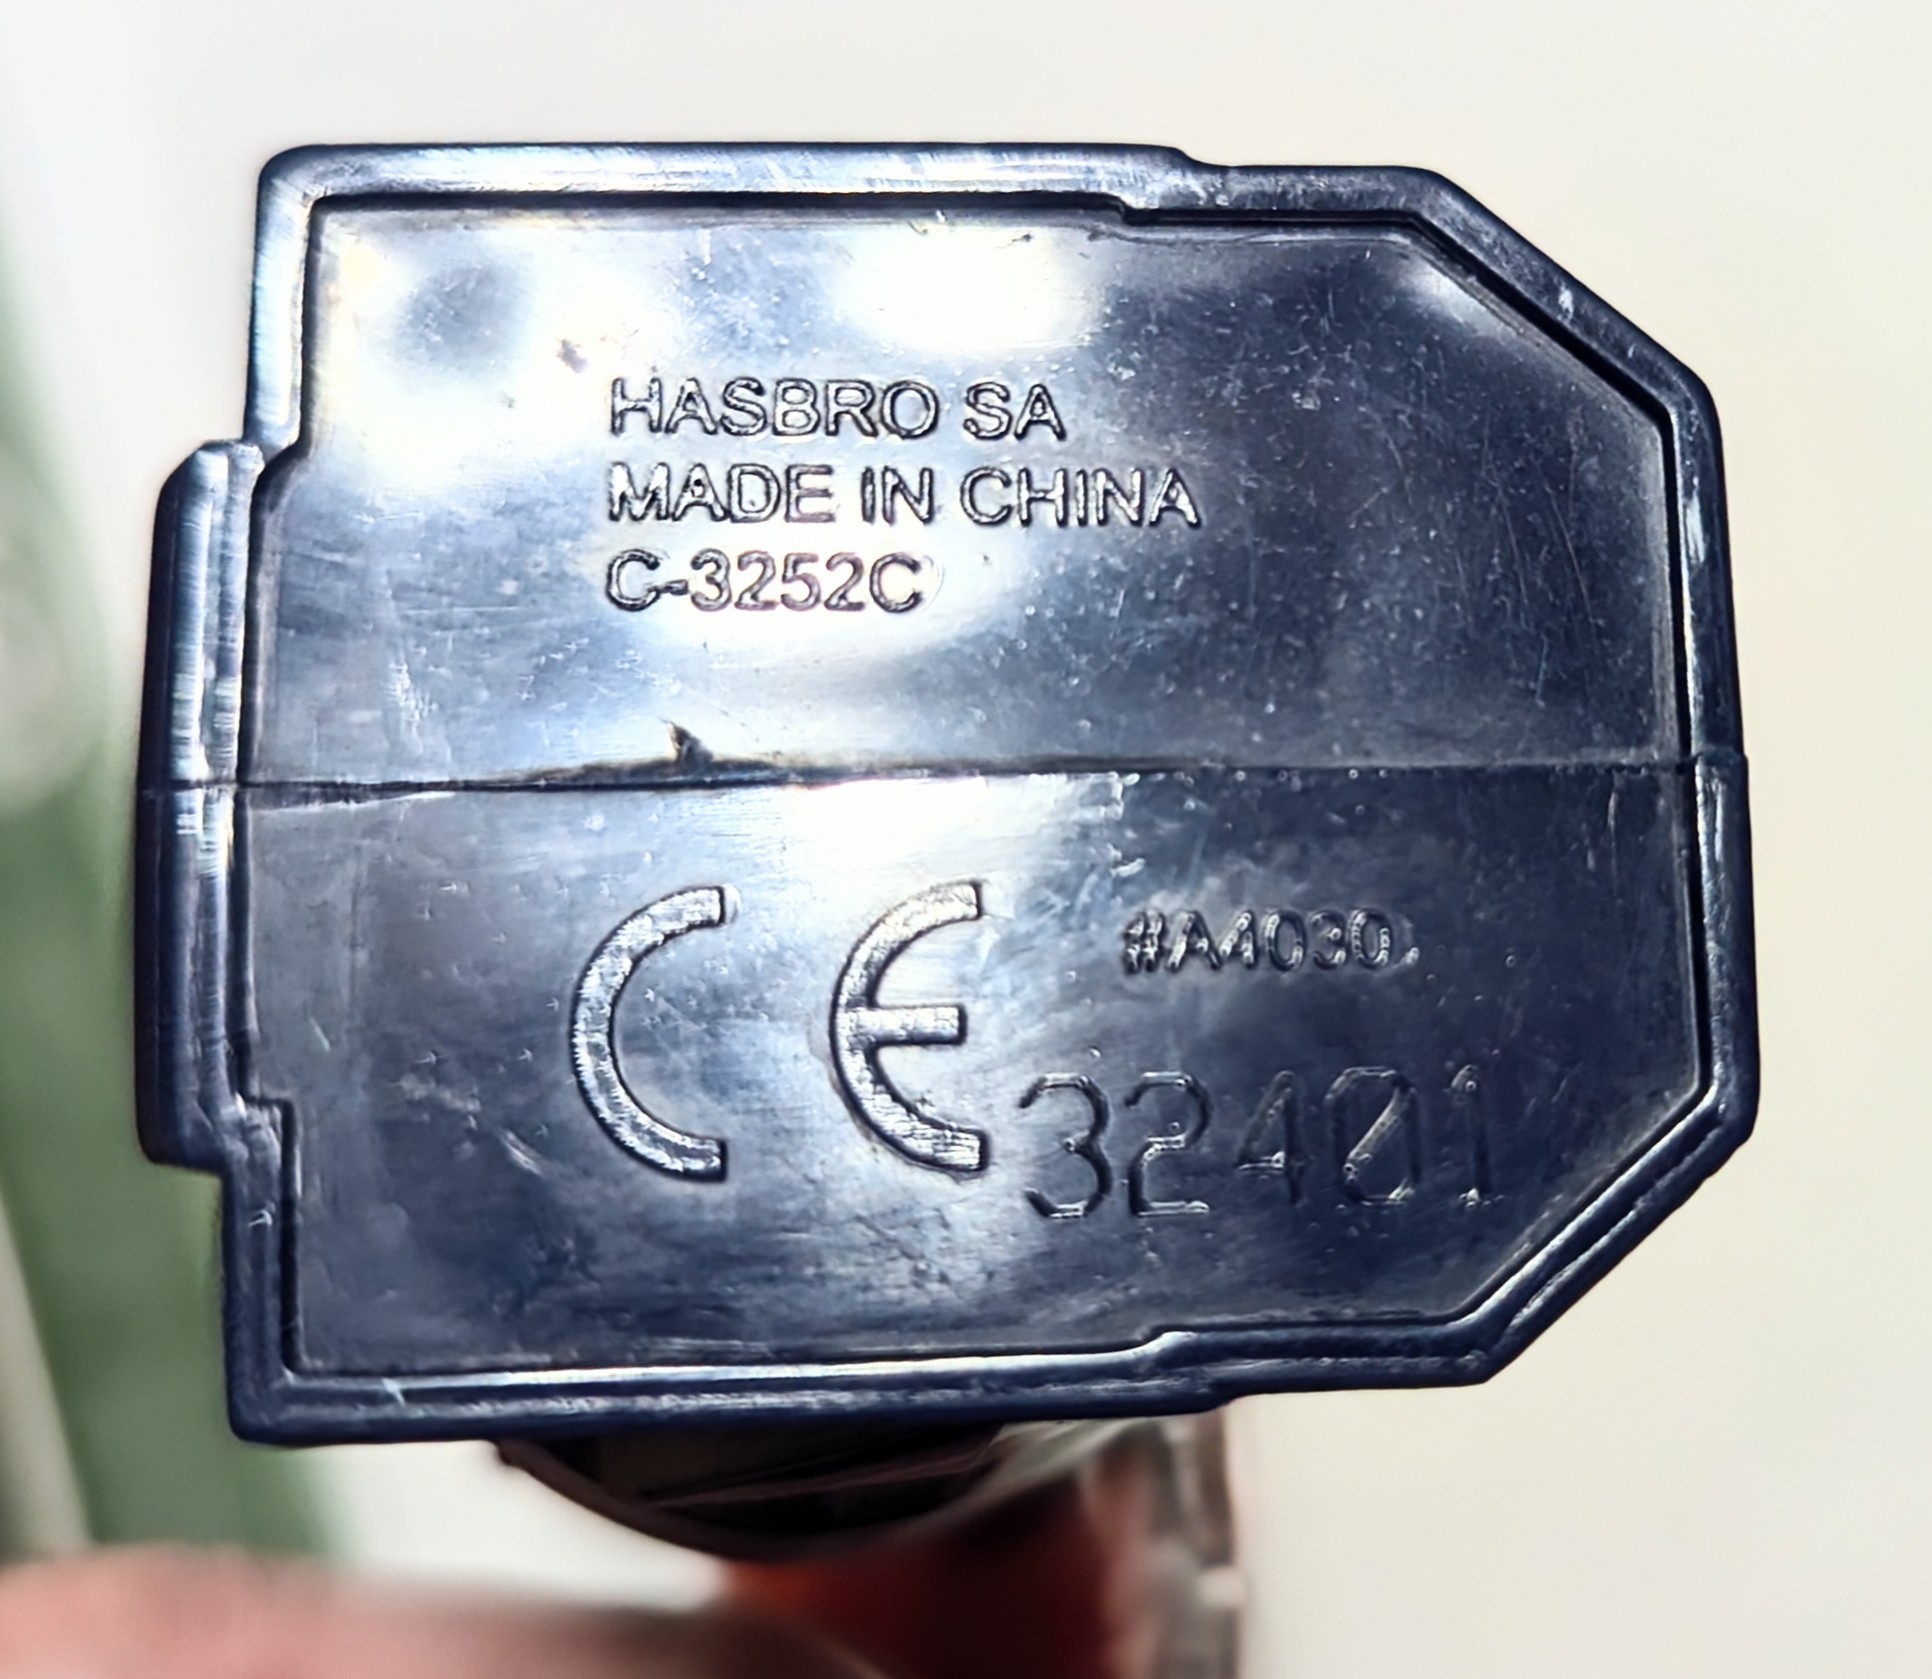 HASBRO SA
MADE IN CHINA
C-3252C
CE
#A4030
32401